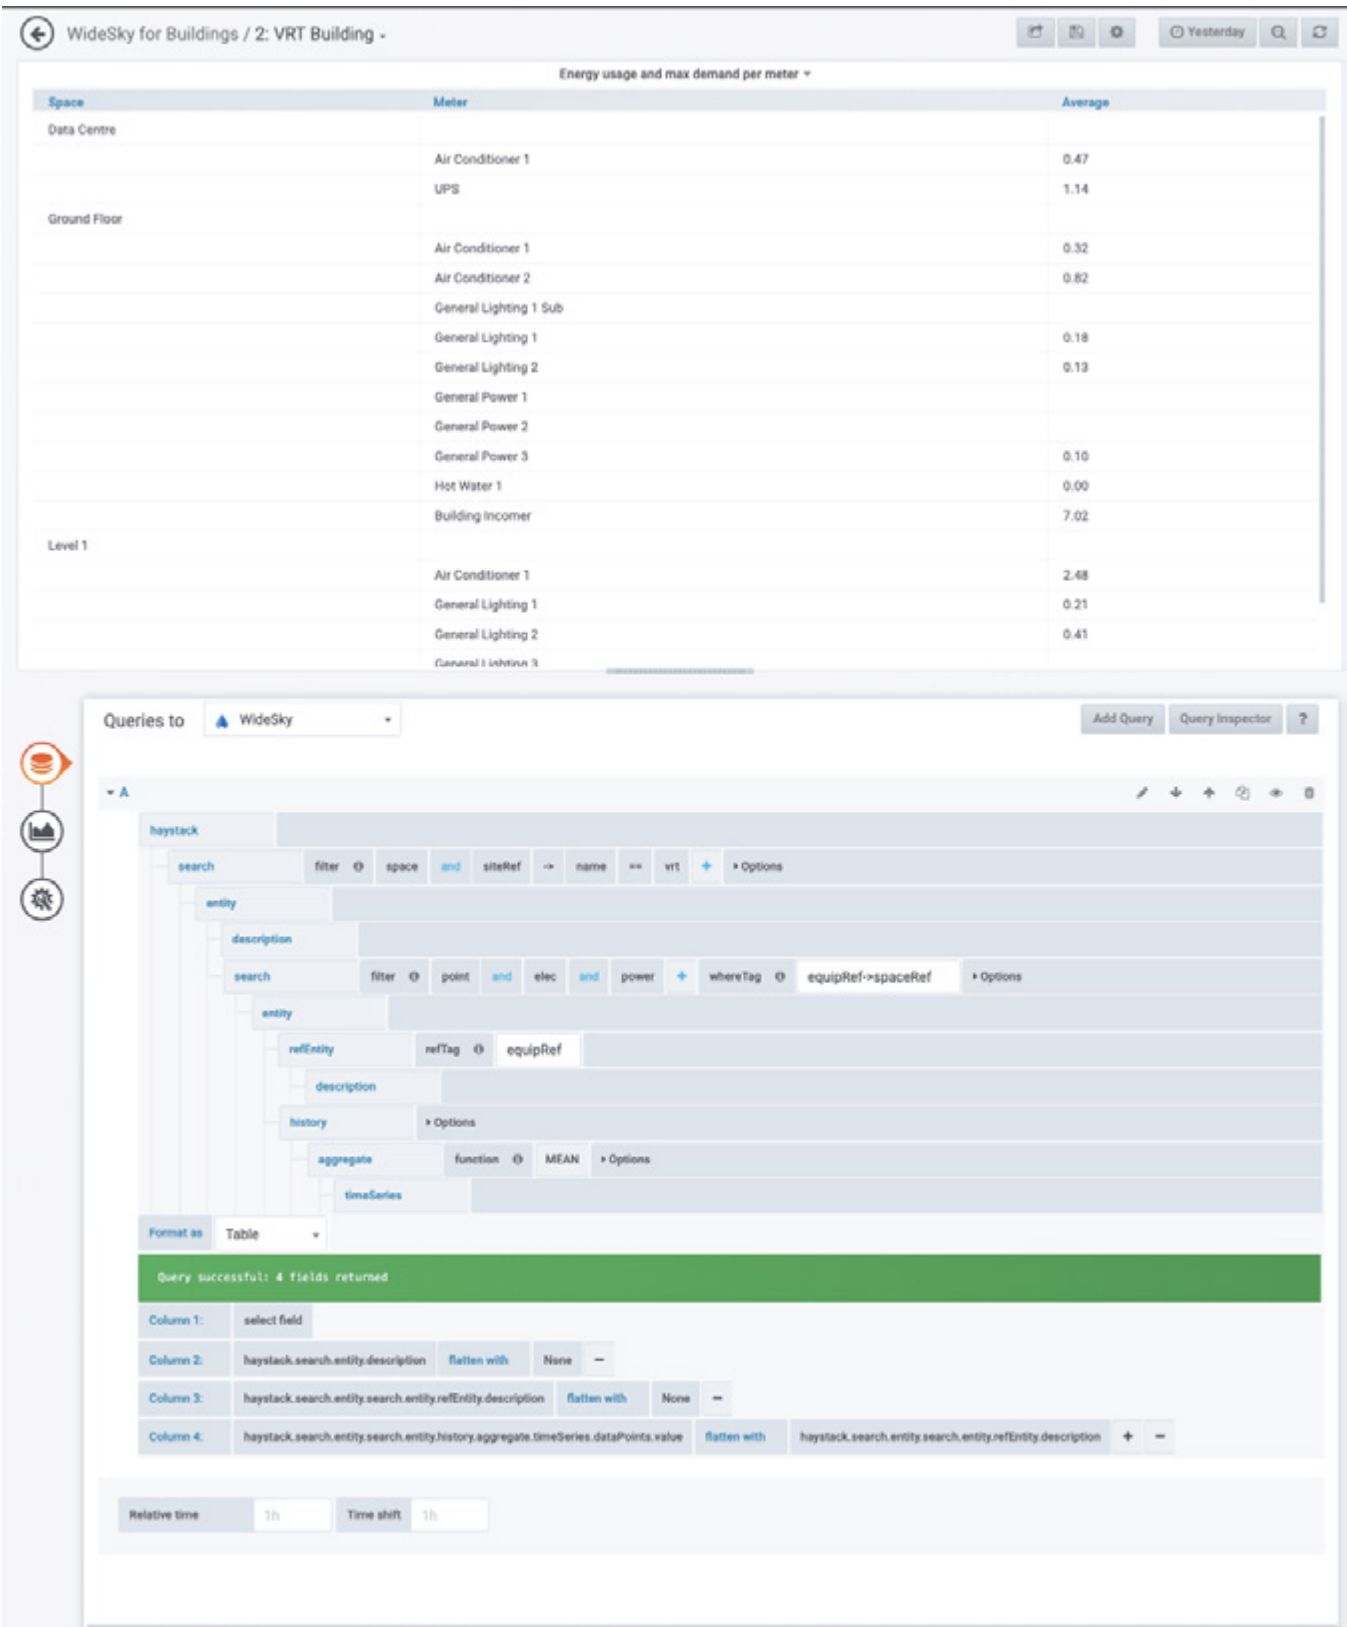 WideSky for Buildings / 2: VRT Building
Yesterday
Energy usage and max demand per meter
Space Meter Average
Data Centre
Air Conditioner 1 0.47
UPS 1.14
Ground Floor
Air Conditioner 1 0.32
Air Conditioner 2 0.82
General Lighting 1 Sub
General Lighting 1 0.18
General Lighting 2 0.13
General Power 1
General Power 2
General Power 3 0.10
Hot Water 1 0.00
Building Incomer 7.02
Level 1
Air Conditioner 1 2.48
General Lighting 1 0.21
General Lighting 2 0.41
General Lighting 3
Queries to WideSky Add Query Query Inspector ?
A
haystack
search filter space and siteRef -> name == vrt + Options
entity
description
search filter point and elec and power + whereTag equipRef->spaceRef Options
entity
refEntity refTag equipRef
description
history Options
aggregate function MEAN Options
timeSeries
Format as Table
Query successful: 4 fields returned
Column 1: select field
Column 2: haystack.search.entity.description flatten with None −
Column 3: haystack.search.entity.search.entity.refEntity.description flatten with None −
Column 4: haystack.search.entity.search.entity.history.aggregate.timeSeries.dataPoints.value flatten with haystack.search.entity.search.entity.refEntity.description + −
Relative time 1h Time shift 1h